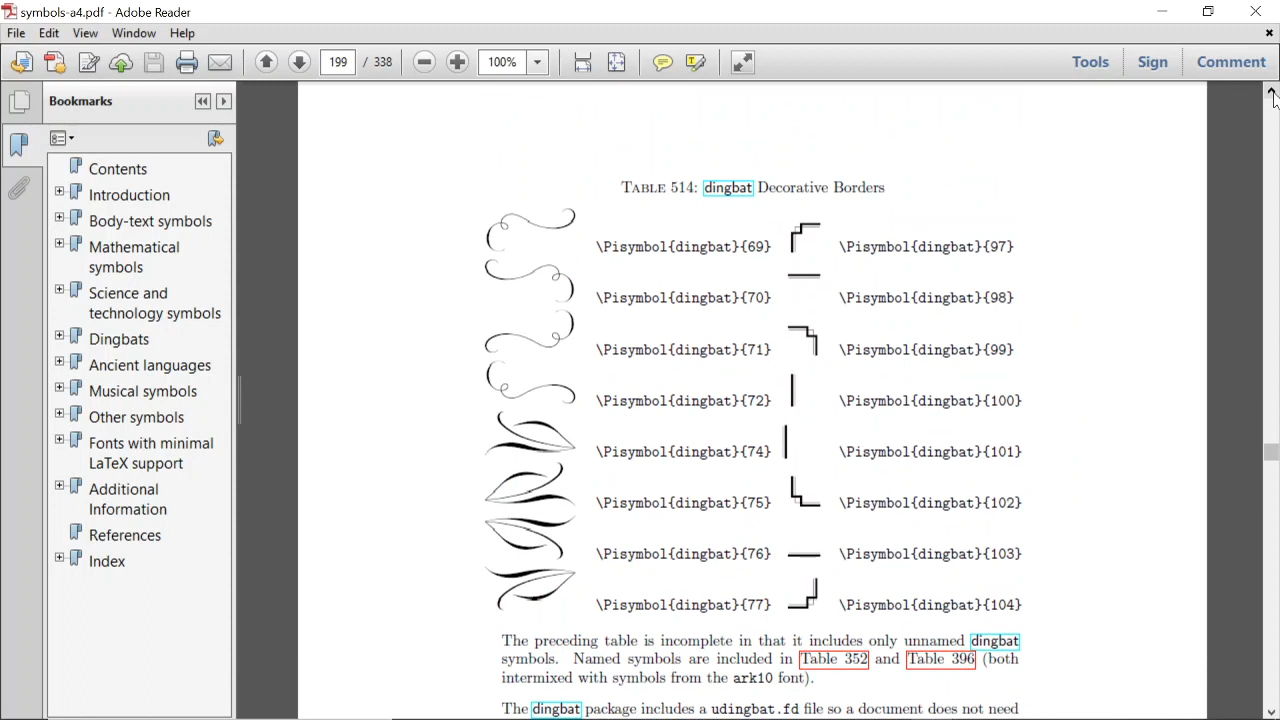 symbols-a4.pdf - Adobe Reader
File Edit View Window Help
199 / 338 100% Tools Sign Comment
Bookmarks
Contents
Introduction
Body-text symbols
Mathematical
symbols
Science and
technology symbols
Dingbats
Ancient languages
Musical symbols
Other symbols
Fonts with minimal
LaTeX support
Additional
Information
References
Index
TABLE 514: dingbat Decorative Borders
\Pisymbol{dingbat}{69} \Pisymbol{dingbat}{97}
\Pisymbol{dingbat}{70} \Pisymbol{dingbat}{98}
\Pisymbol{dingbat}{71} \Pisymbol{dingbat}{99}
\Pisymbol{dingbat}{72} \Pisymbol{dingbat}{100}
\Pisymbol{dingbat}{74} \Pisymbol{dingbat}{101}
\Pisymbol{dingbat}{75} \Pisymbol{dingbat}{102}
\Pisymbol{dingbat}{76} \Pisymbol{dingbat}{103}
\Pisymbol{dingbat}{77} \Pisymbol{dingbat}{104}
The preceding table is incomplete in that it includes only unnamed dingbat
symbols. Named symbols are included in Table 352 and Table 396 (both
intermixed with symbols from the ark10 font).
The dingbat package includes a udingbat.fd file so a document does not need